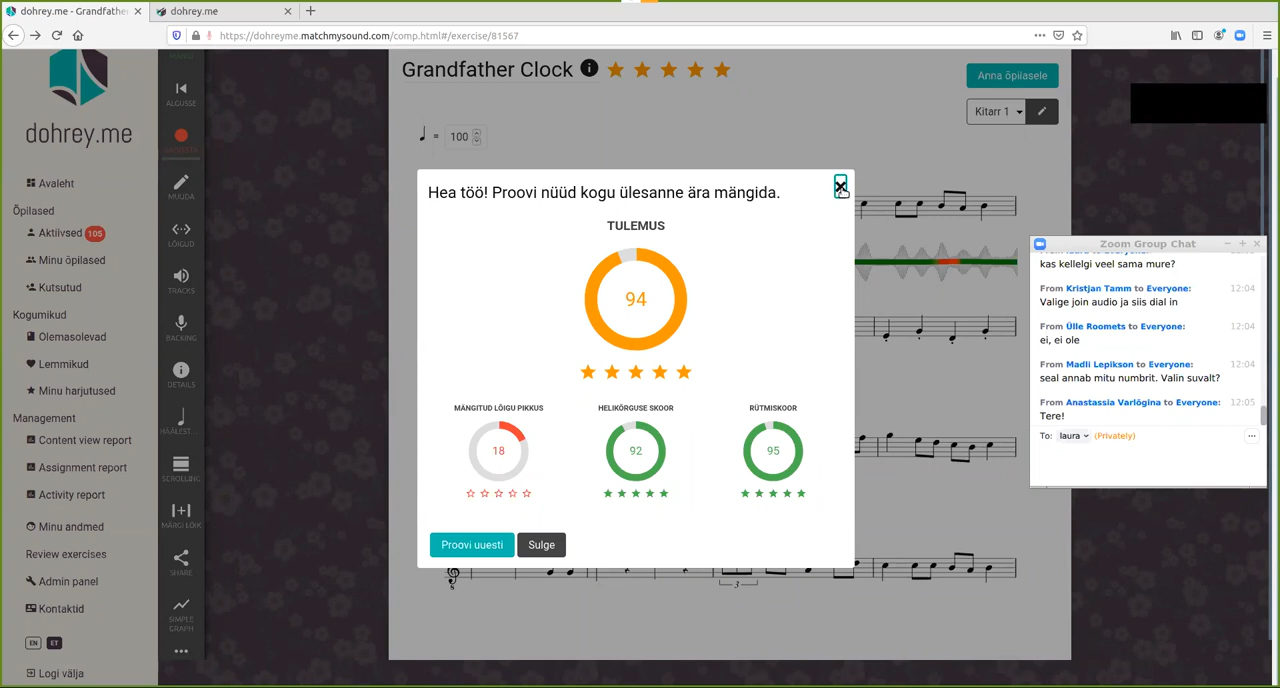 dohrey.me - Grandfather
dohrey.me
https://dohreyme.matchmysound.com/comp.html#/exercise/81567
dohrey.me
Avaleht
Õpilased
Aktiivsed 105
Minu õpilased
Kutsutud
Kogumikud
Olemasolevad
Lemmikud
Minu harjutused
Management
Content view report
Assignment report
Activity report
Minu andmed
Review exercises
Admin panel
Kontaktid
EN ET
Logi välja
ALGUSSE
MUUDA
LÕIGUD
TRACKS
BACKING
DETAILS
HÄÄLEST...
SCROLLING
MÄRGI LÕIK
SHARE
SIMPLE
GRAPH
Grandfather Clock
Anna õpilasele
Kitarr 1
= 100
Hea töö! Proovi nüüd kogu ülesanne ära mängida.
TULEMUS
94
MÄNGITUD LÕIGU PIKKUS
18
HELIKÕRGUSE SKOOR
92
RÜTMISKOOR
95
Proovi uuesti
Sulge
3
Zoom Group Chat
kas kellelgi veel sama mure?
From Kristjan Tamm to Everyone: 12:04
Valige join audio ja siis dial in
From Ülle Roomets to Everyone: 12:04
ei, ei ole
From Madli Lepikson to Everyone: 12:04
seal annab mitu numbrit. Valin suvalt?
From Anastassia Varlõgina to Everyone: 12:05
Tere!
To: laura (Privately)